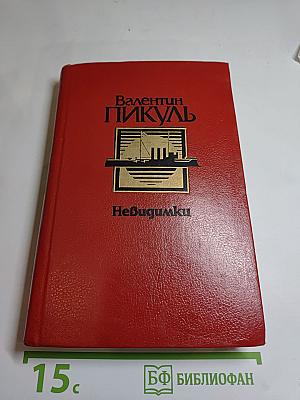 Валентин
ПИКУЛЬ
Невидимки
15с
БФ БИБЛИОФАН